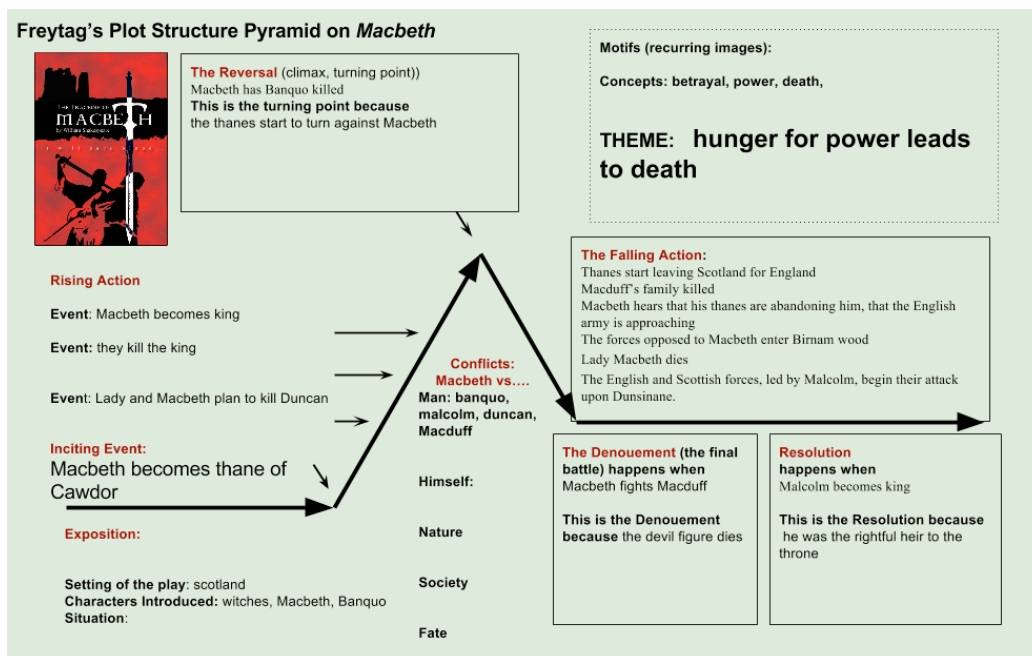 Freytag's Plot Structure Pyramid on Macbeth
THE TRAGEDY OF
MACBETH
by William Shakespeare
The Reversal (climax, turning point))
Macbeth has Banquo killed
This is the turning point because
the thanes start to turn against Macbeth
Motifs (recurring images):
Concepts: betrayal, power, death,
THEME: hunger for power leads
to death
Rising Action
Event: Macbeth becomes king
Event: they kill the king
Event: Lady and Macbeth plan to kill Duncan
Inciting Event:
Macbeth becomes thane of
Cawdor
Exposition:
Setting of the play: scotland
Characters Introduced: witches, Macbeth, Banquo
Situation:
Conflicts:
Macbeth vs….
Man: banquo,
malcolm, duncan,
Macduff
Himself:
Nature
Society
Fate
The Falling Action:
Thanes start leaving Scotland for England
Macduff's family killed
Macbeth hears that his thanes are abandoning him, that the English
army is approaching
The forces opposed to Macbeth enter Birnam wood
Lady Macbeth dies
The English and Scottish forces, led by Malcolm, begin their attack
upon Dunsinane.
The Denouement (the final
battle) happens when
Macbeth fights Macduff
This is the Denouement
because the devil figure dies
Resolution
happens when
Malcolm becomes king
This is the Resolution because
he was the rightful heir to the
throne